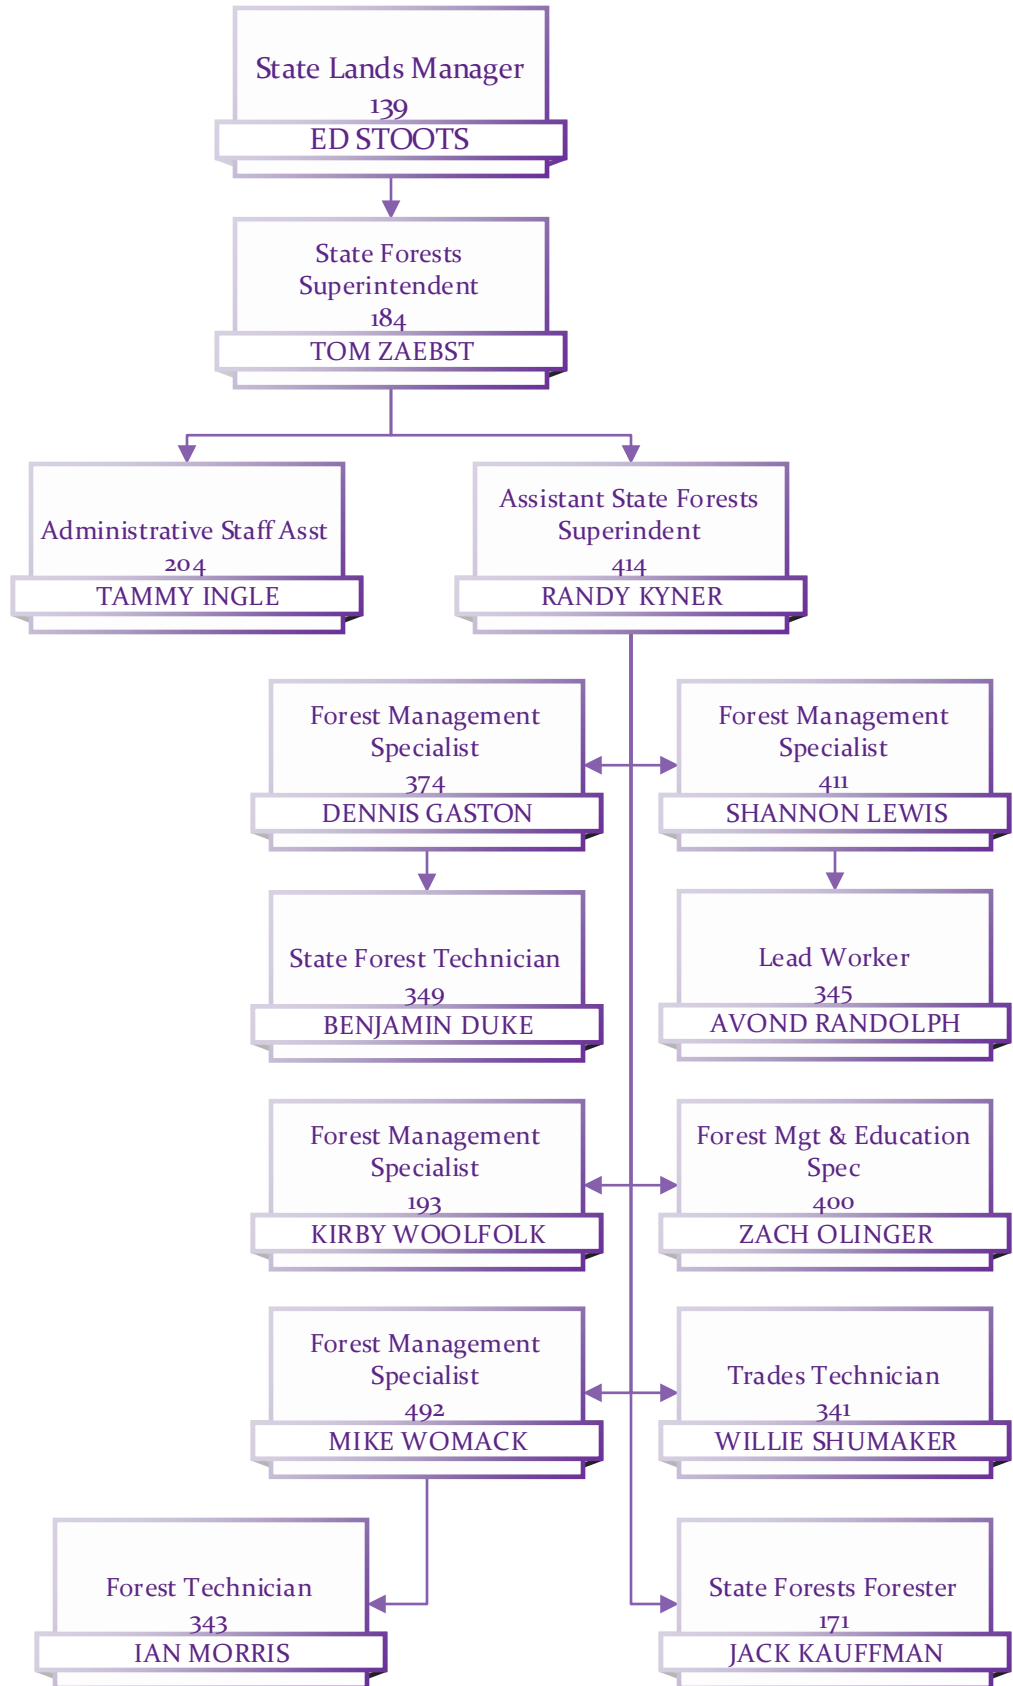 State Lands Manager
139
ED STOOTS
State Forests
Superintendent
184
TOM ZAEBST
Administrative Staff Asst
204
TAMMY INGLE
Assistant State Forests
Superindent
414
RANDY KYNER
Forest Management
Specialist
374
DENNIS GASTON
Forest Management
Specialist
411
SHANNON LEWIS
State Forest Technician
349
BENJAMIN DUKE
Lead Worker
345
AVOND RANDOLPH
Forest Management
Specialist
193
KIRBY WOOLFOLK
Forest Mgt & Education
Spec
400
ZACH OLINGER
Forest Management
Specialist
492
MIKE WOMACK
Trades Technician
341
WILLIE SHUMAKER
Forest Technician
343
IAN MORRIS
State Forests Forester
171
JACK KAUFFMAN